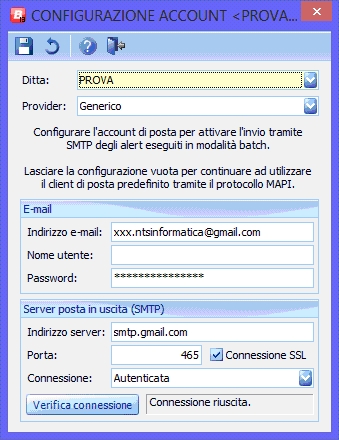 CONFIGURAZIONE ACCOUNT <PROVA...
Ditta: PROVA
Provider: Generico
Configurare l'account di posta per attivare l'invio tramite
SMTP degli alert eseguiti in modalità batch.
Lasciare la configurazione vuota per continuare ad utilizzare
il client di posta predefinito tramite il protocollo MAPI.
E-mail
Indirizzo e-mail: xxx.ntsinformatica@gmail.com
Nome utente:
Password: ***************
Server posta in uscita (SMTP)
Indirizzo server: smtp.gmail.com
Porta: 465 Connessione SSL
Connessione: Autenticata
Verifica connessione Connessione riuscita.